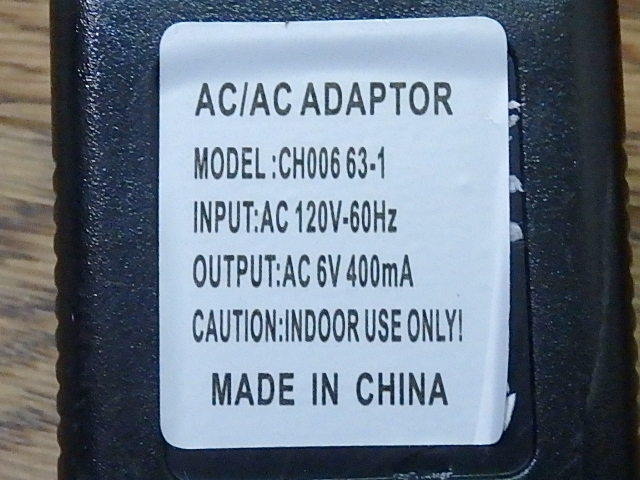 AC/AC ADAPTOR
MODEL :CH006 63-1
INPUT:AC 120V-60Hz
OUTPUT:AC 6V 400mA
CAUTION:INDOOR USE ONLY!
MADE IN CHINA